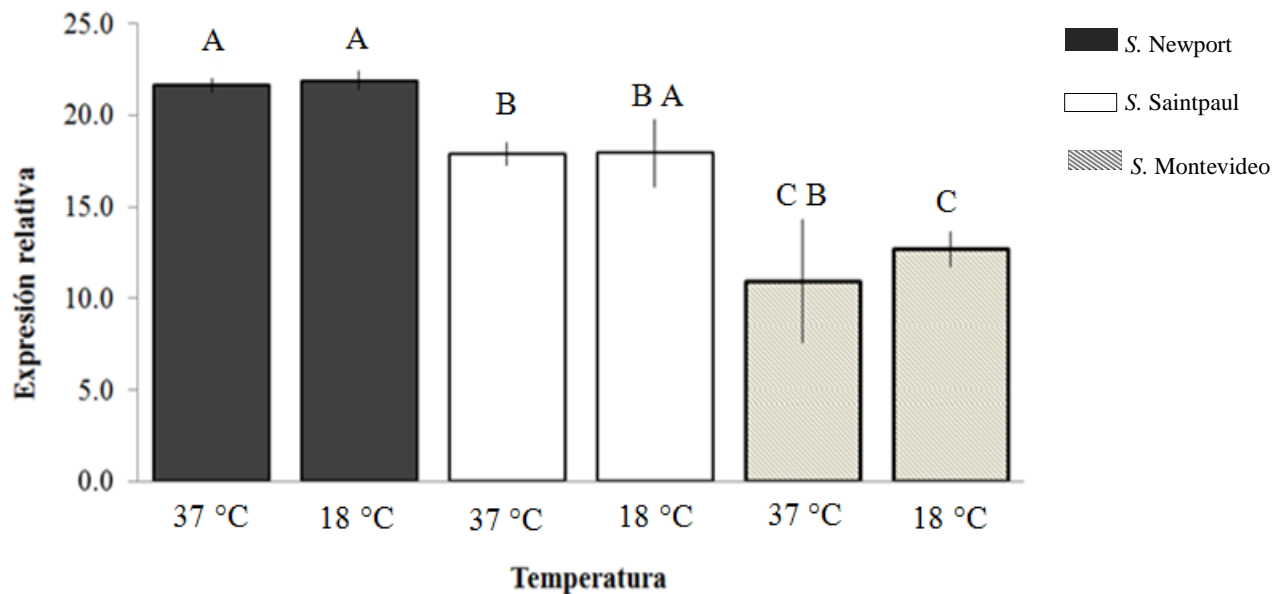 25.0
20.0
15.0
10.0
5.0
0.0
Expresión relativa
A
A
B
B A
C B
C
37 °C
18 °C
37 °C
18 °C
37 °C
18 °C
Temperatura
S. Newport
S. Saintpaul
S. Montevideo